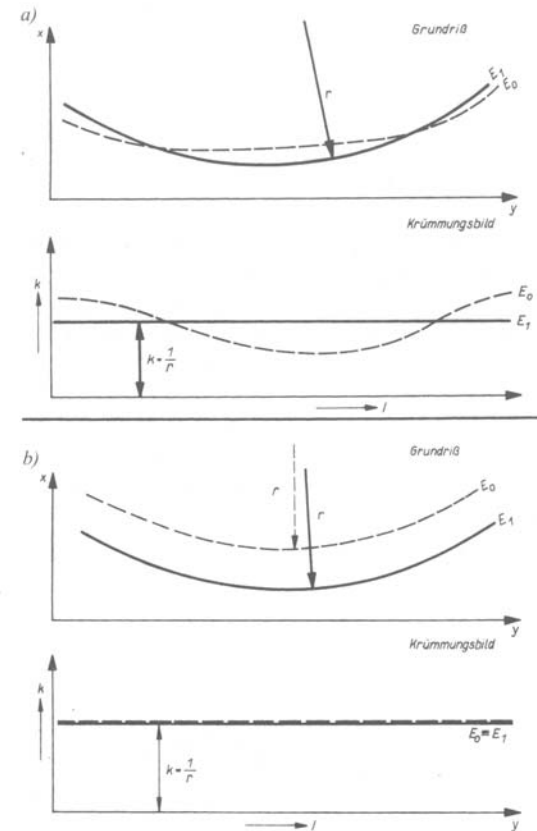 a)
x
Grundriß
r
E₁
E₀
y
Krümmungsbild
k
E₀
E₁
k = 1/r
l
b)
x
Grundriß
r
r
E₀
E₁
y
Krümmungsbild
k
E₀ ≡ E₁
k = 1/r
l
y